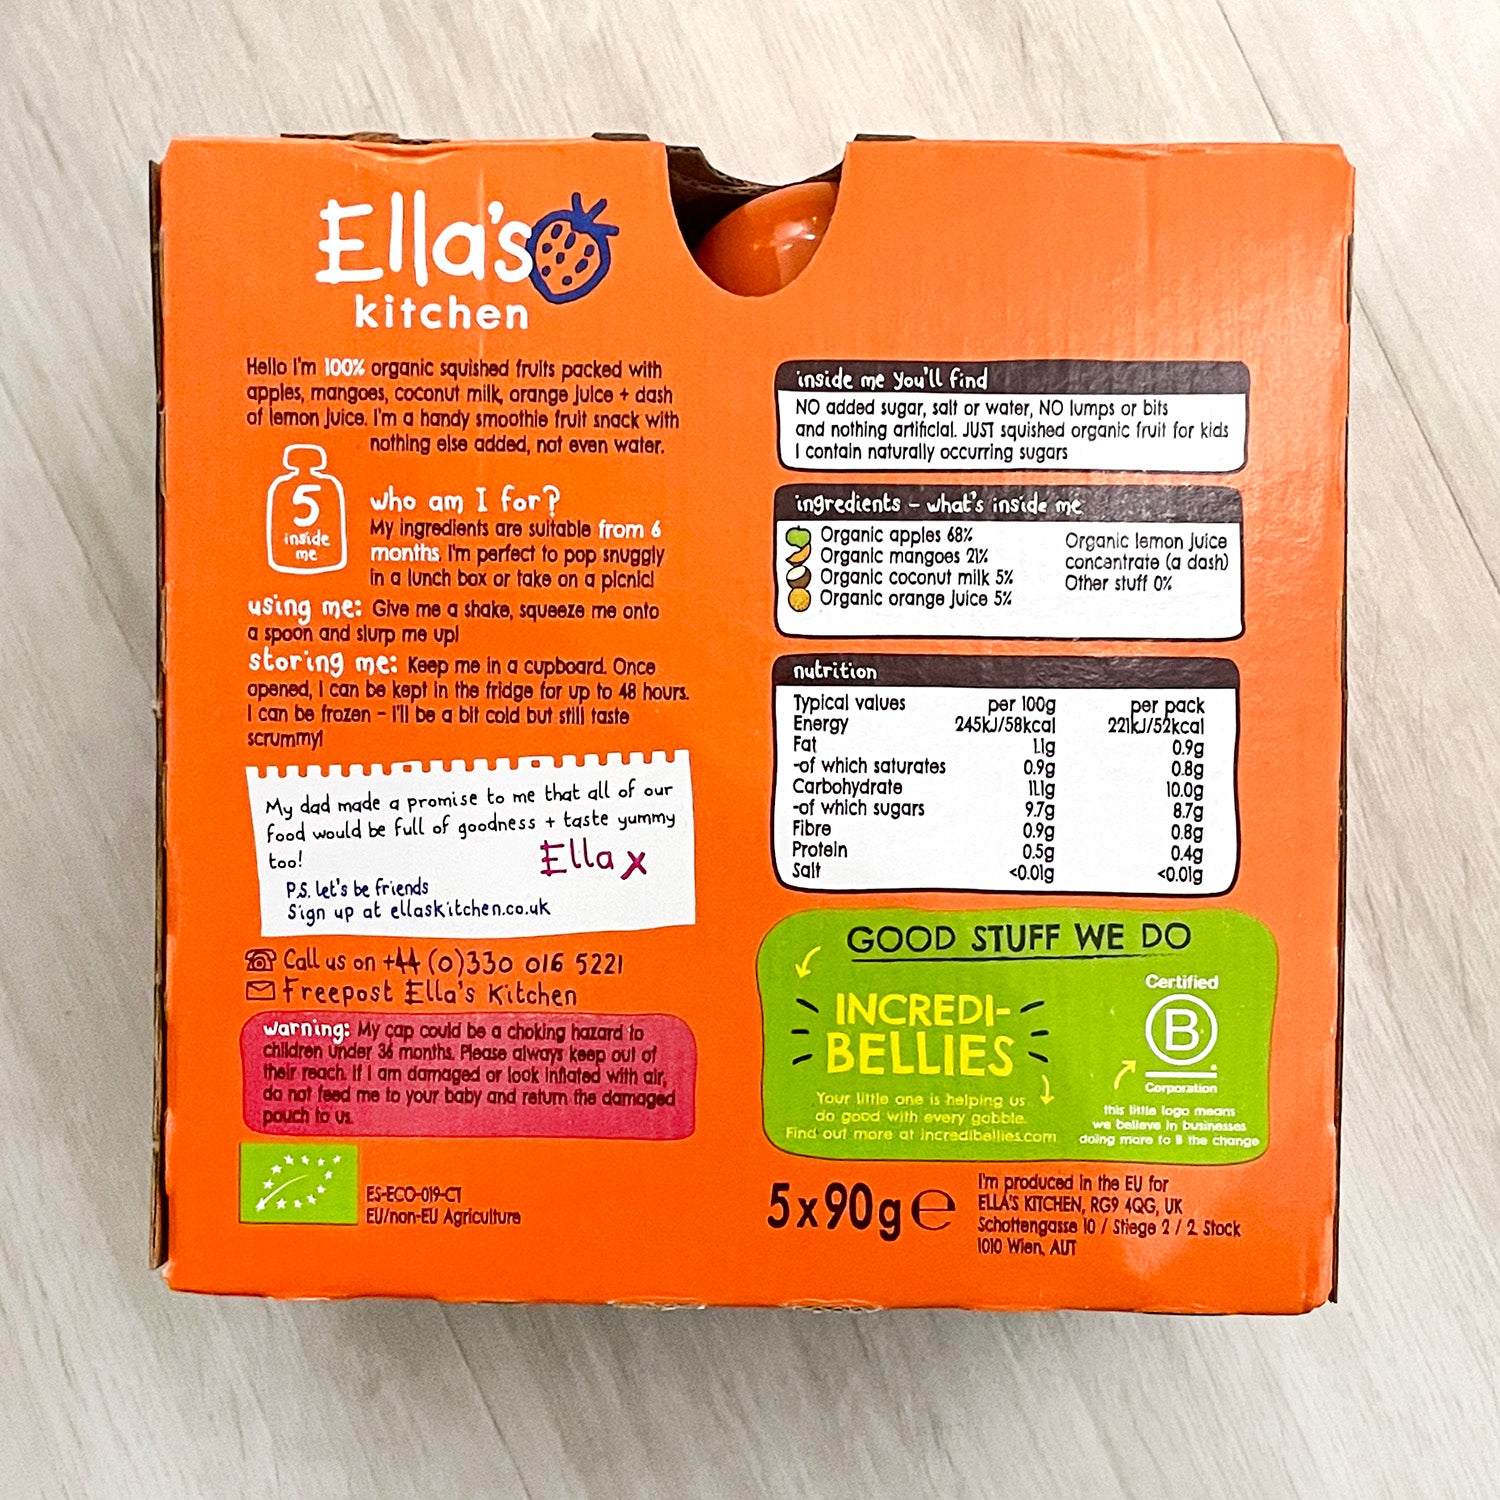 Ella's
kitchen
Hello I'm 100% organic squished fruits packed with
apples, mangoes, coconut milk, orange juice + dash
of lemon juice. I'm a handy smoothie fruit snack with
nothing else added, not even water.
5
inside
me
who am I for?
My ingredients are suitable from 6
months. I'm perfect to pop snuggly
in a lunch box or take on a picnic!
using me: Give me a shake, squeeze me onto
a spoon and slurp me up!
storing me: Keep me in a cupboard. Once
opened, I can be kept in the fridge for up to 48 hours.
I can be frozen – I'll be a bit cold but still taste
scrummy!
My dad made a promise to me that all of our
food would be full of goodness + taste yummy
too!
Ella x
P.S. let's be friends
Sign up at ellaskitchen.co.uk
Call us on +44 (0)330 016 5221
Freepost Ella's Kitchen
warning: My cap could be a choking hazard to
children under 36 months. Please always keep out of
their reach. If I am damaged or look inflated with air,
do not feed me to your baby and return the damaged
pouch to us.
ES-ECO-019-CT
EU/non-EU Agriculture
inside me you'll find
NO added sugar, salt or water, NO lumps or bits
and nothing artificial. JUST squished organic fruit for kids
I contain naturally occurring sugars
ingredients – what's inside me
Organic apples 68%
Organic mangoes 21%
Organic coconut milk 5%
Organic orange juice 5%
Organic lemon juice
concentrate (a dash)
Other stuff 0%
nutrition
Typical values per 100g per pack
Energy 245kJ/58kcal 221kJ/52kcal
Fat 1.1g 0.9g
-of which saturates 0.9g 0.8g
Carbohydrate 11.1g 10.0g
-of which sugars 9.7g 8.7g
Fibre 0.9g 0.8g
Protein 0.5g 0.4g
Salt <0.01g <0.01g
GOOD STUFF WE DO
INCREDI-
BELLIES
Your little one is helping us
do good with every gobble.
Find out more at incredibellies.com
Certified
B
Corporation
this little logo means
we believe in businesses
doing more to B the change
5x90g e
I'm produced in the EU for
ELLA'S KITCHEN, RG9 4QG, UK
Schottengasse 10 / Stiege 2 / 2. Stock
1010 Wien, AUT